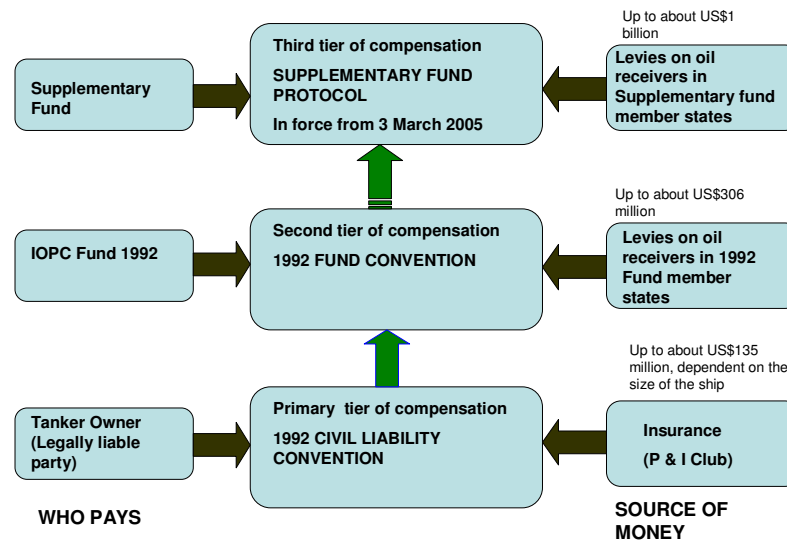 Up to about US$1
billion
Third tier of compensation
SUPPLEMENTARY FUND
PROTOCOL
In force from 3 March 2005
Supplementary
Fund
Levies on oil
receivers in
Supplementary fund
member states
Up to about US$306
million
Second tier of compensation
1992 FUND CONVENTION
IOPC Fund 1992
Levies on oil
receivers in 1992
Fund member
states
Up to about US$135
million, dependent on the
size of the ship
Primary tier of compensation
1992 CIVIL LIABILITY
CONVENTION
Tanker Owner
(Legally liable
party)
Insurance
(P & I Club)
WHO PAYS
SOURCE OF
MONEY